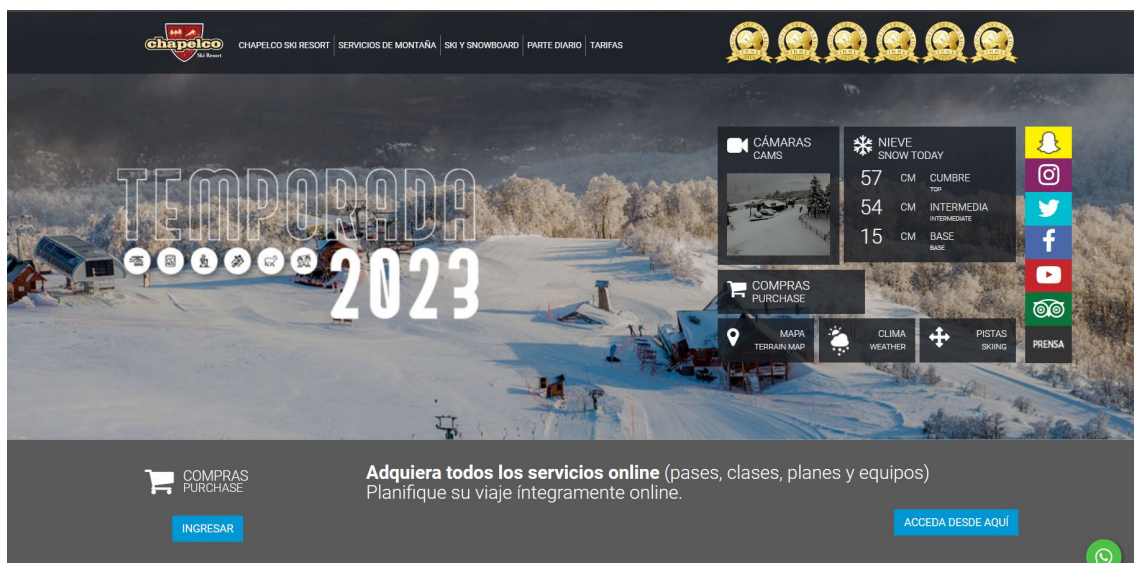 chapelco
Ski Resort
CHAPELCO SKI RESORT
SERVICIOS DE MONTAÑA
SKI Y SNOWBOARD
PARTE DIARIO
TARIFAS
TEMPORADA
2023
CÁMARAS
CAMS
NIEVE
SNOW TODAY
57 CM CUMBRE
TOP
54 CM INTERMEDIA
INTERMEDIATE
15 CM BASE
BASE
COMPRAS
PURCHASE
MAPA
TERRAIN MAP
CLIMA
WEATHER
PISTAS
SKIING
PRENSA
COMPRAS
PURCHASE
INGRESAR
Adquiera todos los servicios online (pases, clases, planes y equipos)
Planifique su viaje íntegramente online.
ACCEDA DESDE AQUÍ